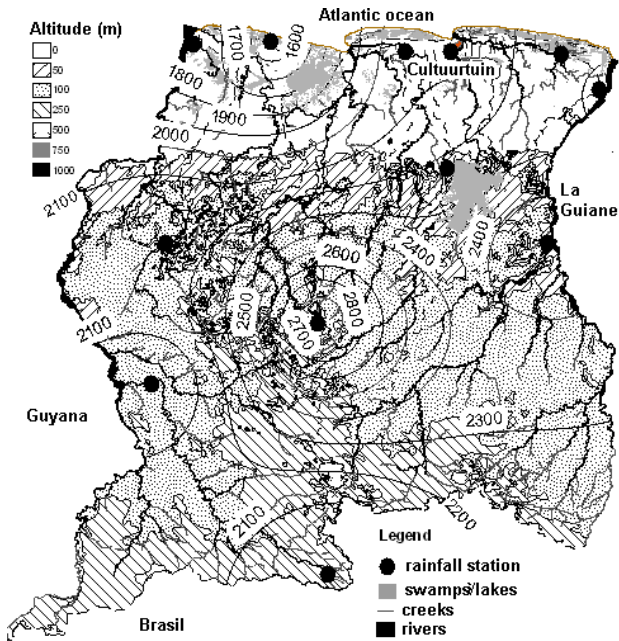 Atlantic ocean
Altitude (m)
0
50
100
250
500
750
1000
1700
1600
Cultuurtuin
1800
1900
2000
2100
La
Guiane
2600
2400
2400
2500
2800
2700
2100
Guyana
2300
2100
2200
Legend
rainfall station
swamps/lakes
creeks
rivers
Brasil